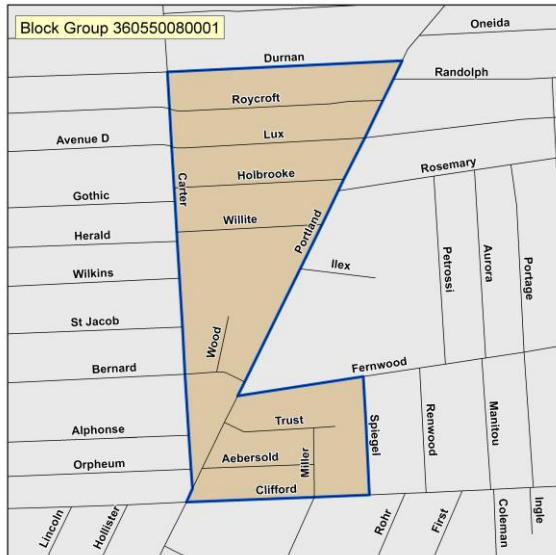 Block Group 360550080001
Oneida
Durnan
Randolph
Roycroft
Lux
Avenue D
Rosemary
Holbrooke
Carter
Gothic
Willite
Portland
Herald
Ilex
Petrossi
Aurora
Portage
Wilkins
St Jacob
Wood
Bernard
Fernwood
Trust
Spiegel
Renwood
Manitou
Alphonse
Aebersold
Miller
Orpheum
Clifford
Lincoln
Hollister
Rohr
First
Coleman
Ingle